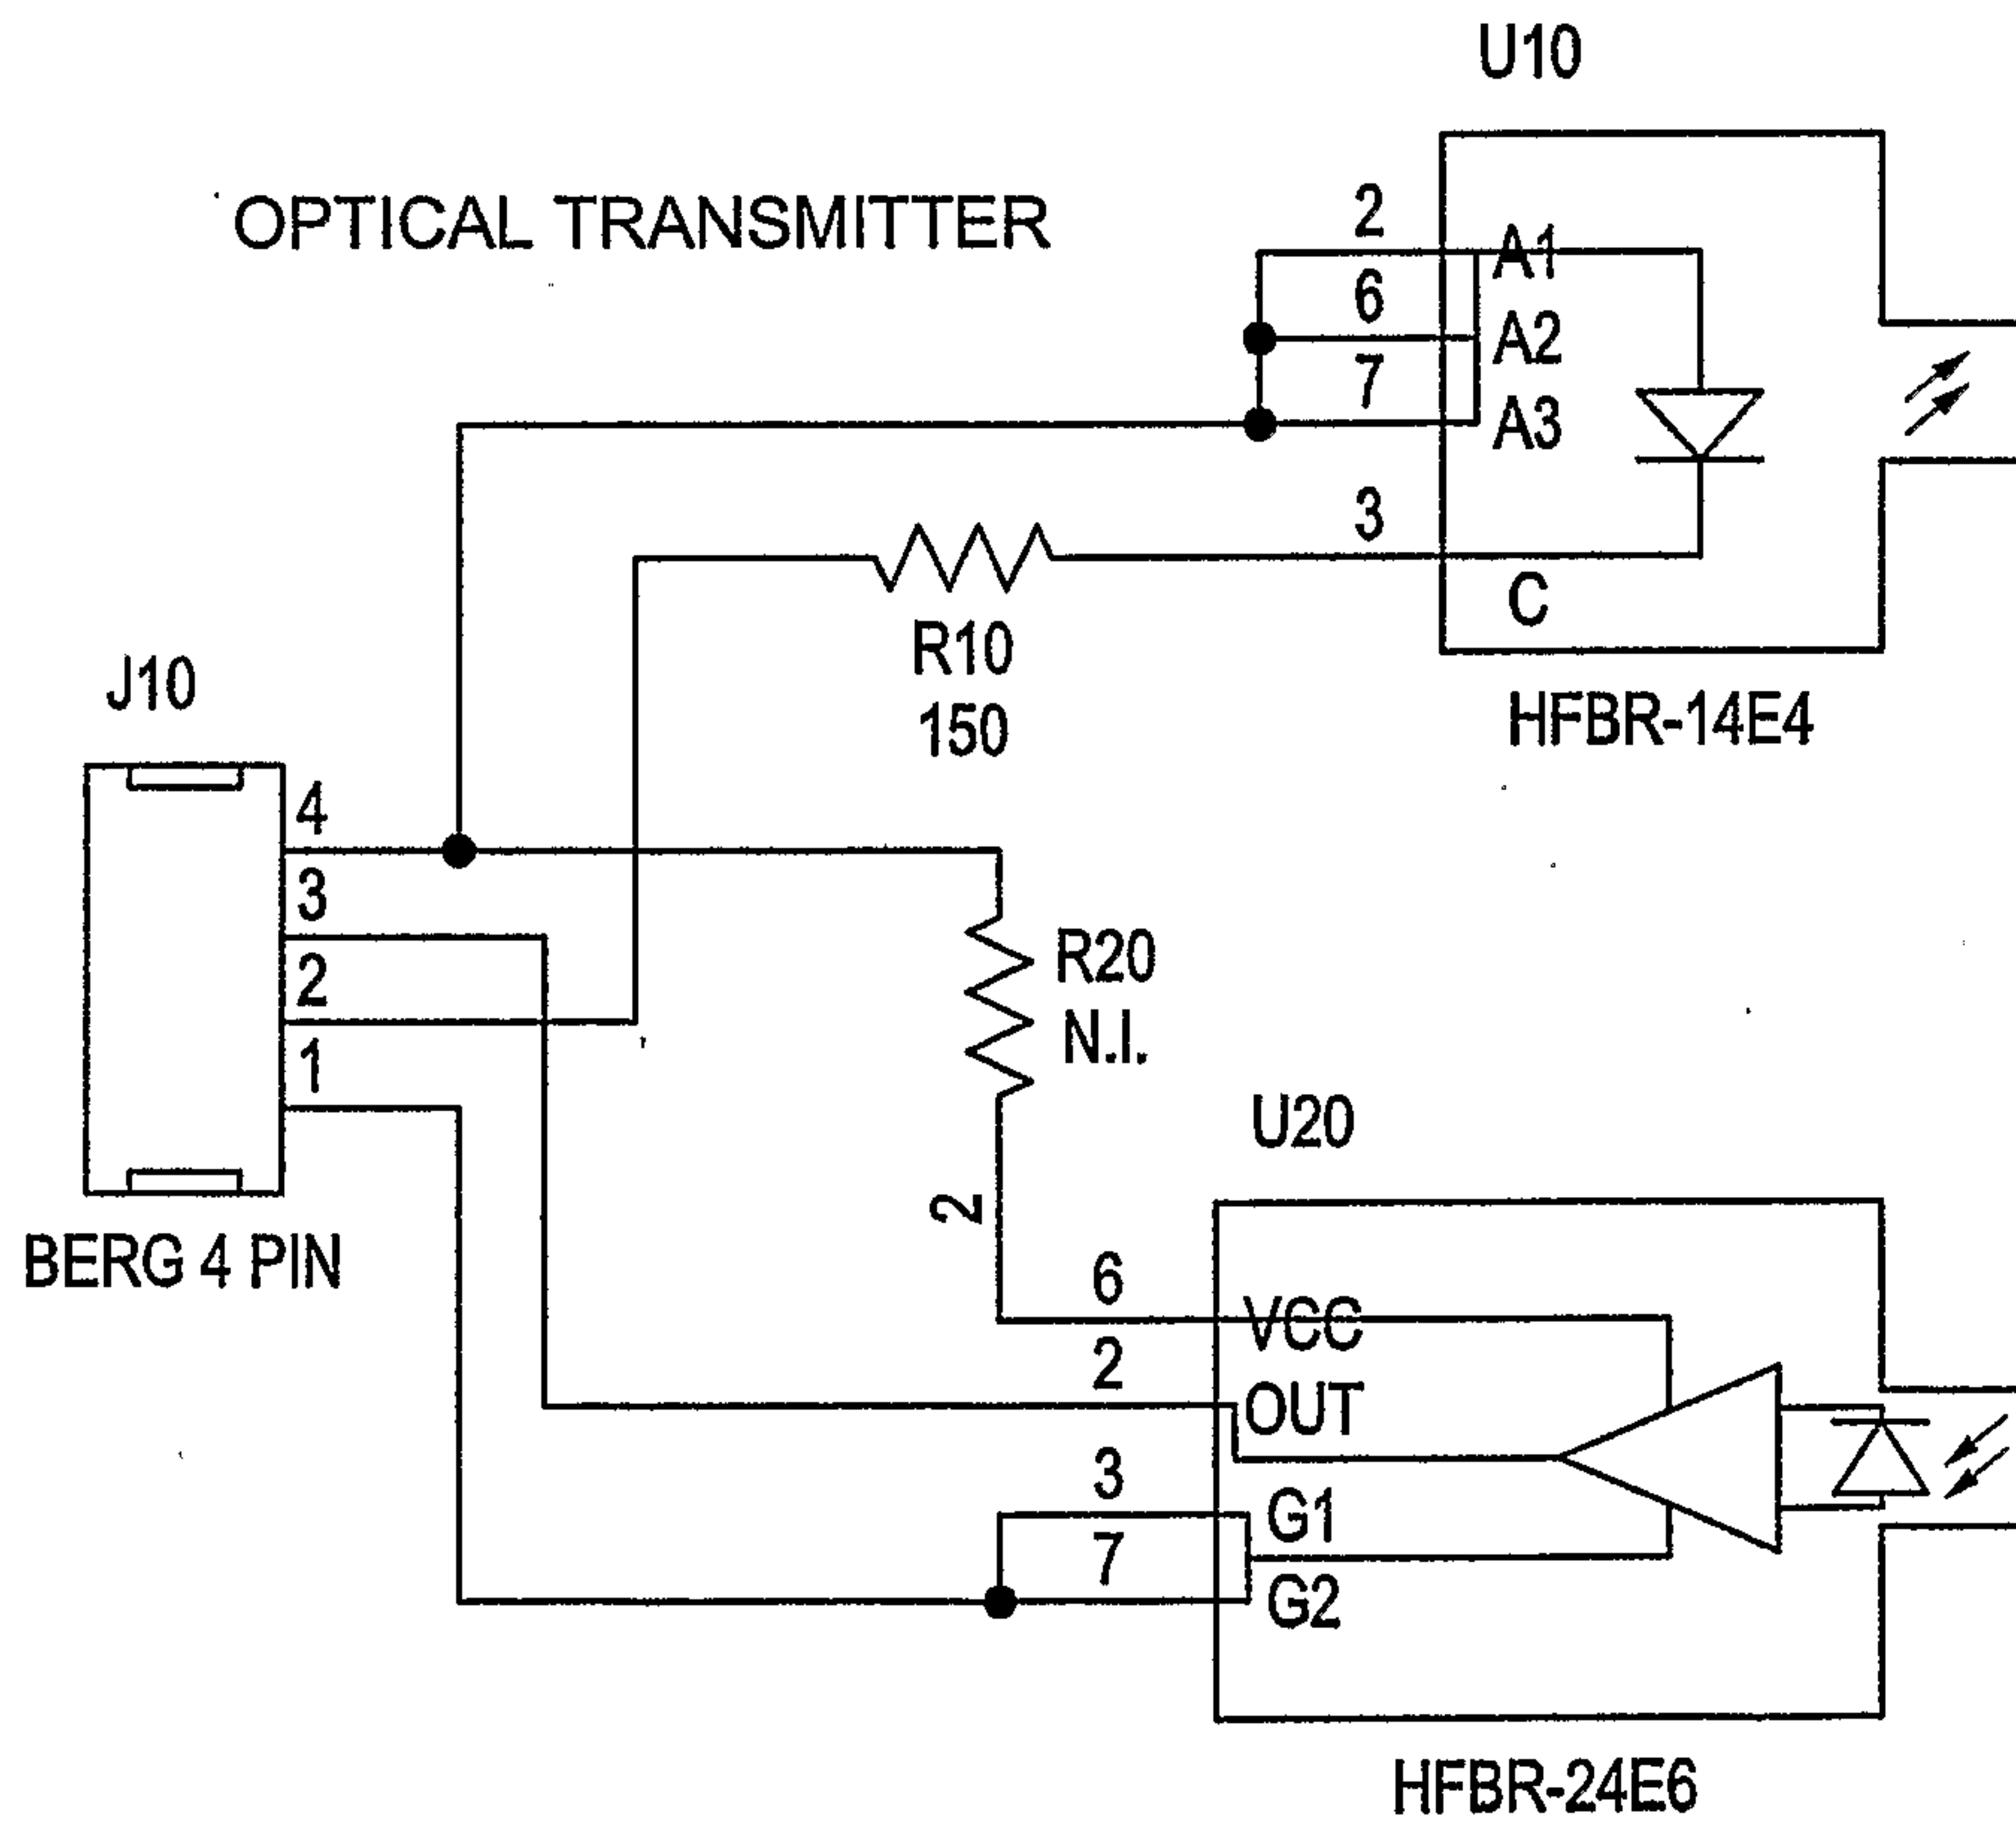 U10
OPTICAL TRANSMITTER
2
A1
6
A2
7
A3
3
C
R10
150
HFBR-14E4
J10
4
3
2
1
BERG 4 PIN
R20
N.I.
2
U20
6
VCC
2
OUT
3
G1
7
G2
HFBR-24E6